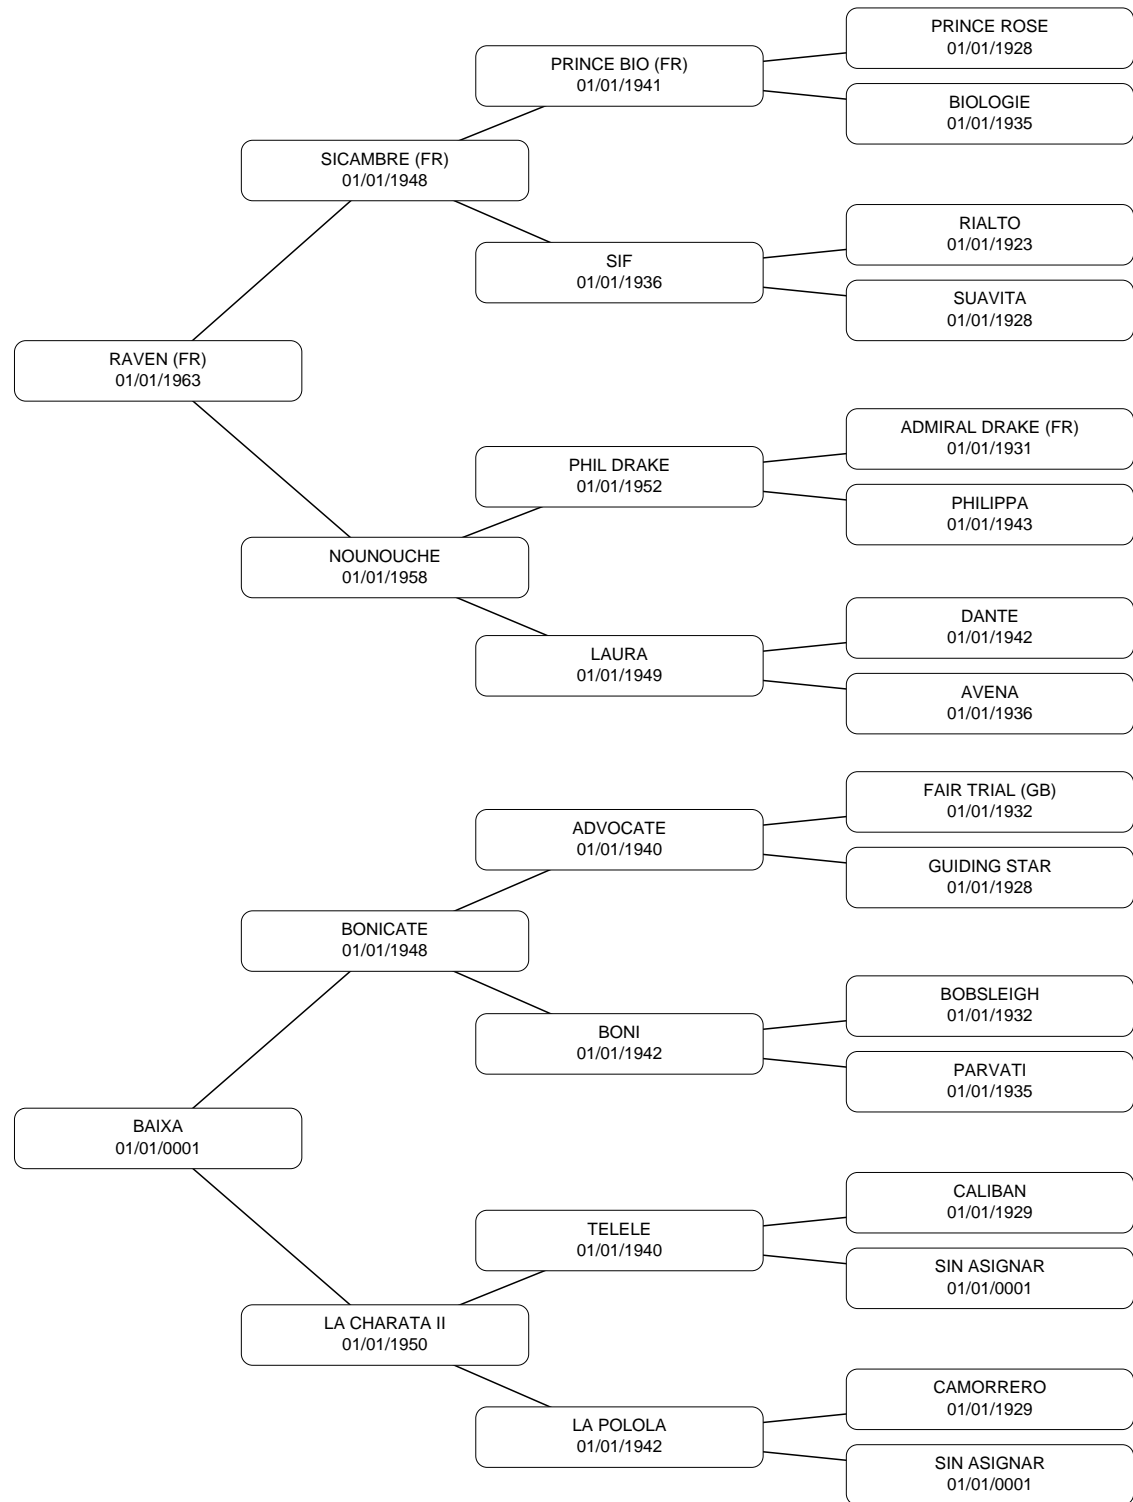 PRINCE ROSE
01/01/1928
PRINCE BIO (FR)
01/01/1941
BIOLOGIE
01/01/1935
SICAMBRE (FR)
01/01/1948
RIALTO
01/01/1923
SIF
01/01/1936
SUAVITA
01/01/1928
RAVEN (FR)
01/01/1963
ADMIRAL DRAKE (FR)
01/01/1931
PHIL DRAKE
01/01/1952
PHILIPPA
01/01/1943
NOUNOUCHE
01/01/1958
DANTE
01/01/1942
LAURA
01/01/1949
AVENA
01/01/1936
FAIR TRIAL (GB)
01/01/1932
ADVOCATE
01/01/1940
GUIDING STAR
01/01/1928
BONICATE
01/01/1948
BOBSLEIGH
01/01/1932
BONI
01/01/1942
PARVATI
01/01/1935
BAIXA
01/01/0001
CALIBAN
01/01/1929
TELELE
01/01/1940
SIN ASIGNAR
01/01/0001
LA CHARATA II
01/01/1950
CAMORRERO
01/01/1929
LA POLOLA
01/01/1942
SIN ASIGNAR
01/01/0001